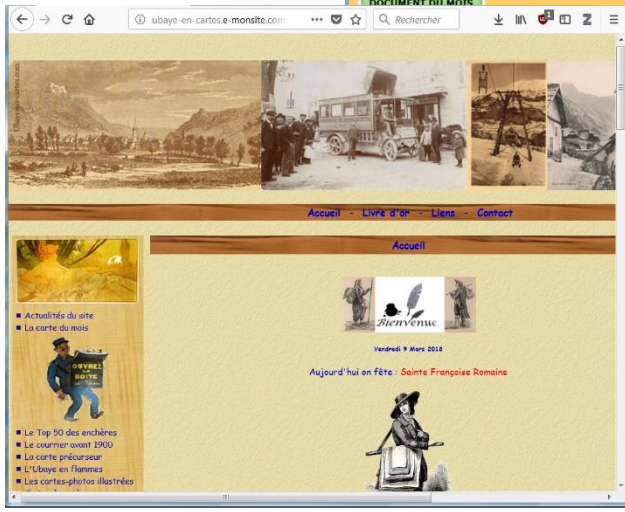 DOCUMENT DU MOIS
ubaye-en-cartes.e-monsite.com
Rechercher
Ubaye-en-cartes.com
Accueil - Livre d'or - Liens - Contact
Accueil
Bienvenue
Vendredi 9 Mars 2018
Aujourd'hui on fête : Sainte Françoise Romaine
Actualités du site
La carte du mois
OUVREZ
LA
BOITE
Le Top 50 des enchères
Le courrier avant 1900
La carte précurseur
L'Ubaye en flammes
Les cartes-photos illustrées